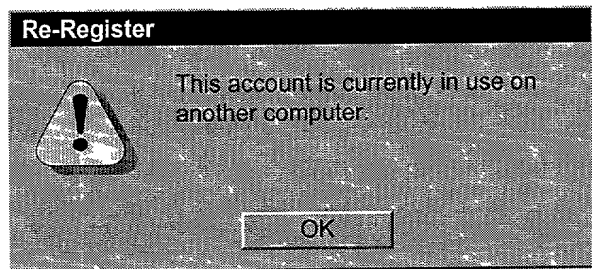 Re-Register
This account is currently in use on
another computer.
OK